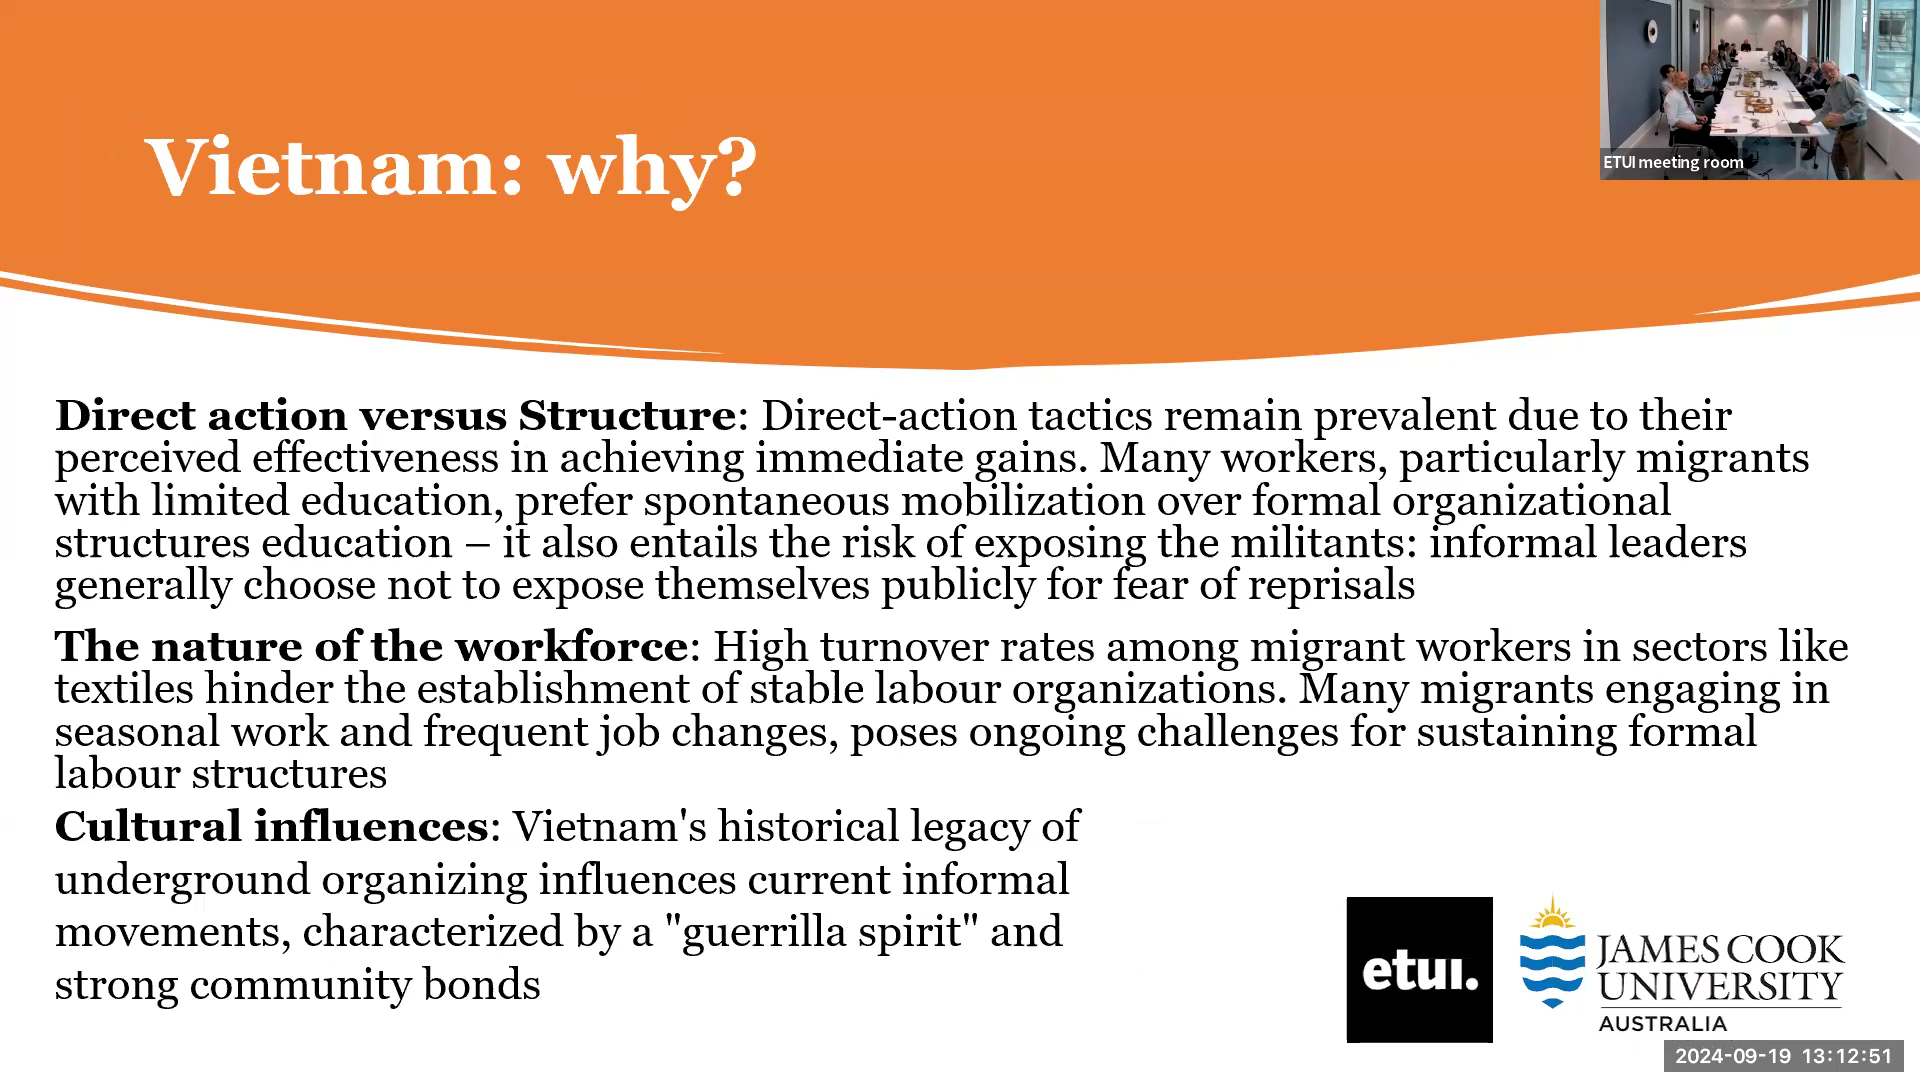 Vietnam: why?
ETUI meeting room
Direct action versus Structure: Direct-action tactics remain prevalent due to their
perceived effectiveness in achieving immediate gains. Many workers, particularly migrants
with limited education, prefer spontaneous mobilization over formal organizational
structures education – it also entails the risk of exposing the militants: informal leaders
generally choose not to expose themselves publicly for fear of reprisals
The nature of the workforce: High turnover rates among migrant workers in sectors like
textiles hinder the establishment of stable labour organizations. Many migrants engaging in
seasonal work and frequent job changes, poses ongoing challenges for sustaining formal
labour structures
Cultural influences: Vietnam's historical legacy of
underground organizing influences current informal
movements, characterized by a "guerrilla spirit" and
strong community bonds
etui.
JAMES COOK
UNIVERSITY
AUSTRALIA
2024-09-19 13:12:51